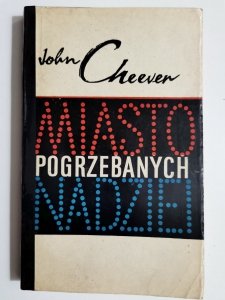 John Cheever
MIASTO
POGRZEBANYCH
NADZIEI